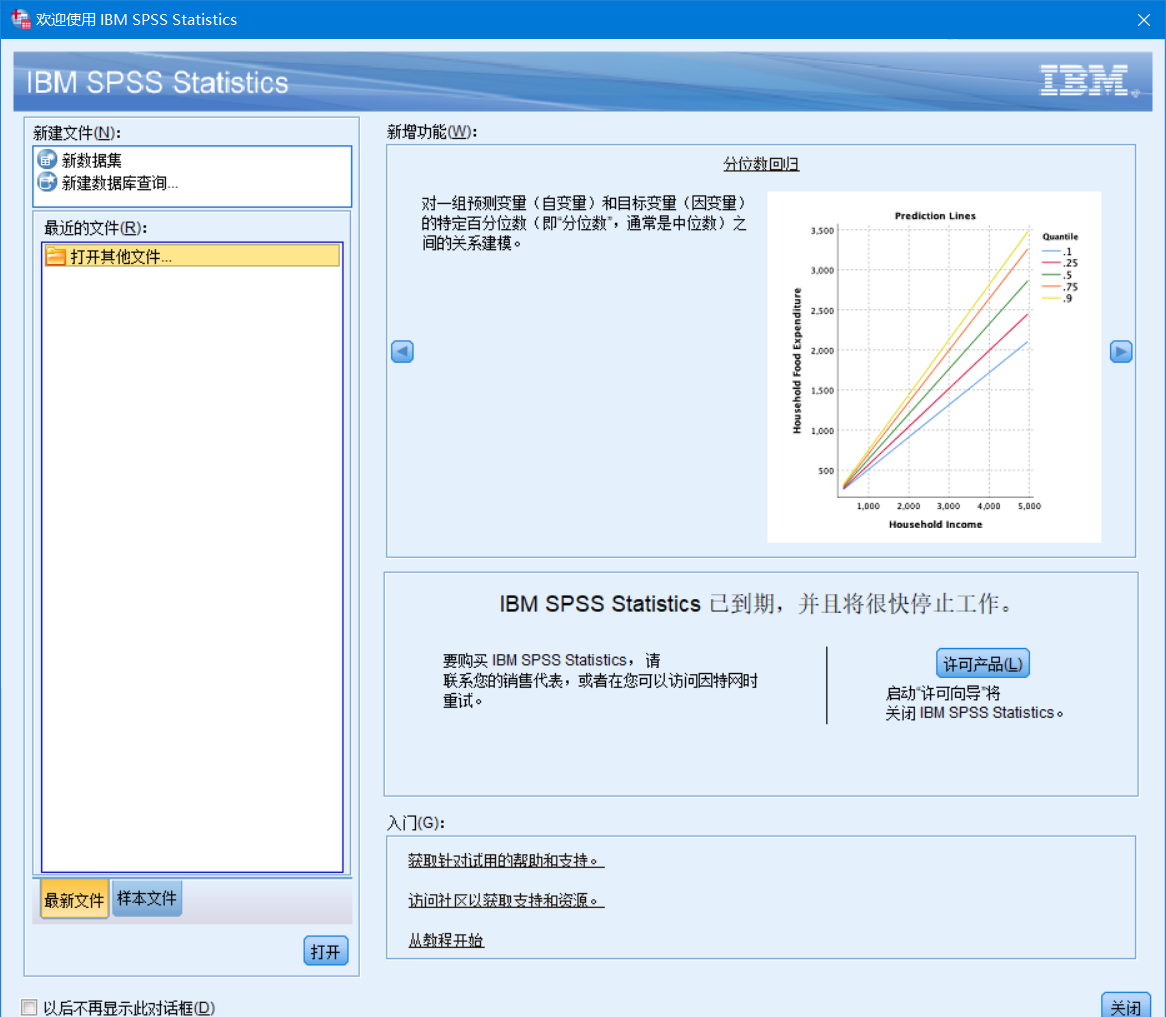 欢迎使用 IBM SPSS Statistics
IBM SPSS Statistics
IBM
新建文件(N):
新数据集
新建数据库查询...
最近的文件(R):
打开其他文件...
最新文件
样本文件
打开
以后不再显示此对话框(D)
新增功能(W):
分位数回归
对一组预测变量（自变量）和目标变量（因变量）
的特定百分位数（即“分位数”，通常是中位数）之
间的关系建模。
Prediction Lines
Household Food Expenditure
3,500
3,000
2,500
2,000
1,500
1,000
500
1,000 2,000 3,000 4,000 5,000
Household Income
Quantile
.1
.25
.5
.75
.9
IBM SPSS Statistics 已到期，并且将很快停止工作。
要购买 IBM SPSS Statistics，请
联系您的销售代表，或者在您可以访问因特网时
重试。
许可产品(L)
启动“许可向导”将
关闭 IBM SPSS Statistics。
入门(G):
获取针对试用的帮助和支持。
访问社区以获取支持和资源。
从教程开始
关闭